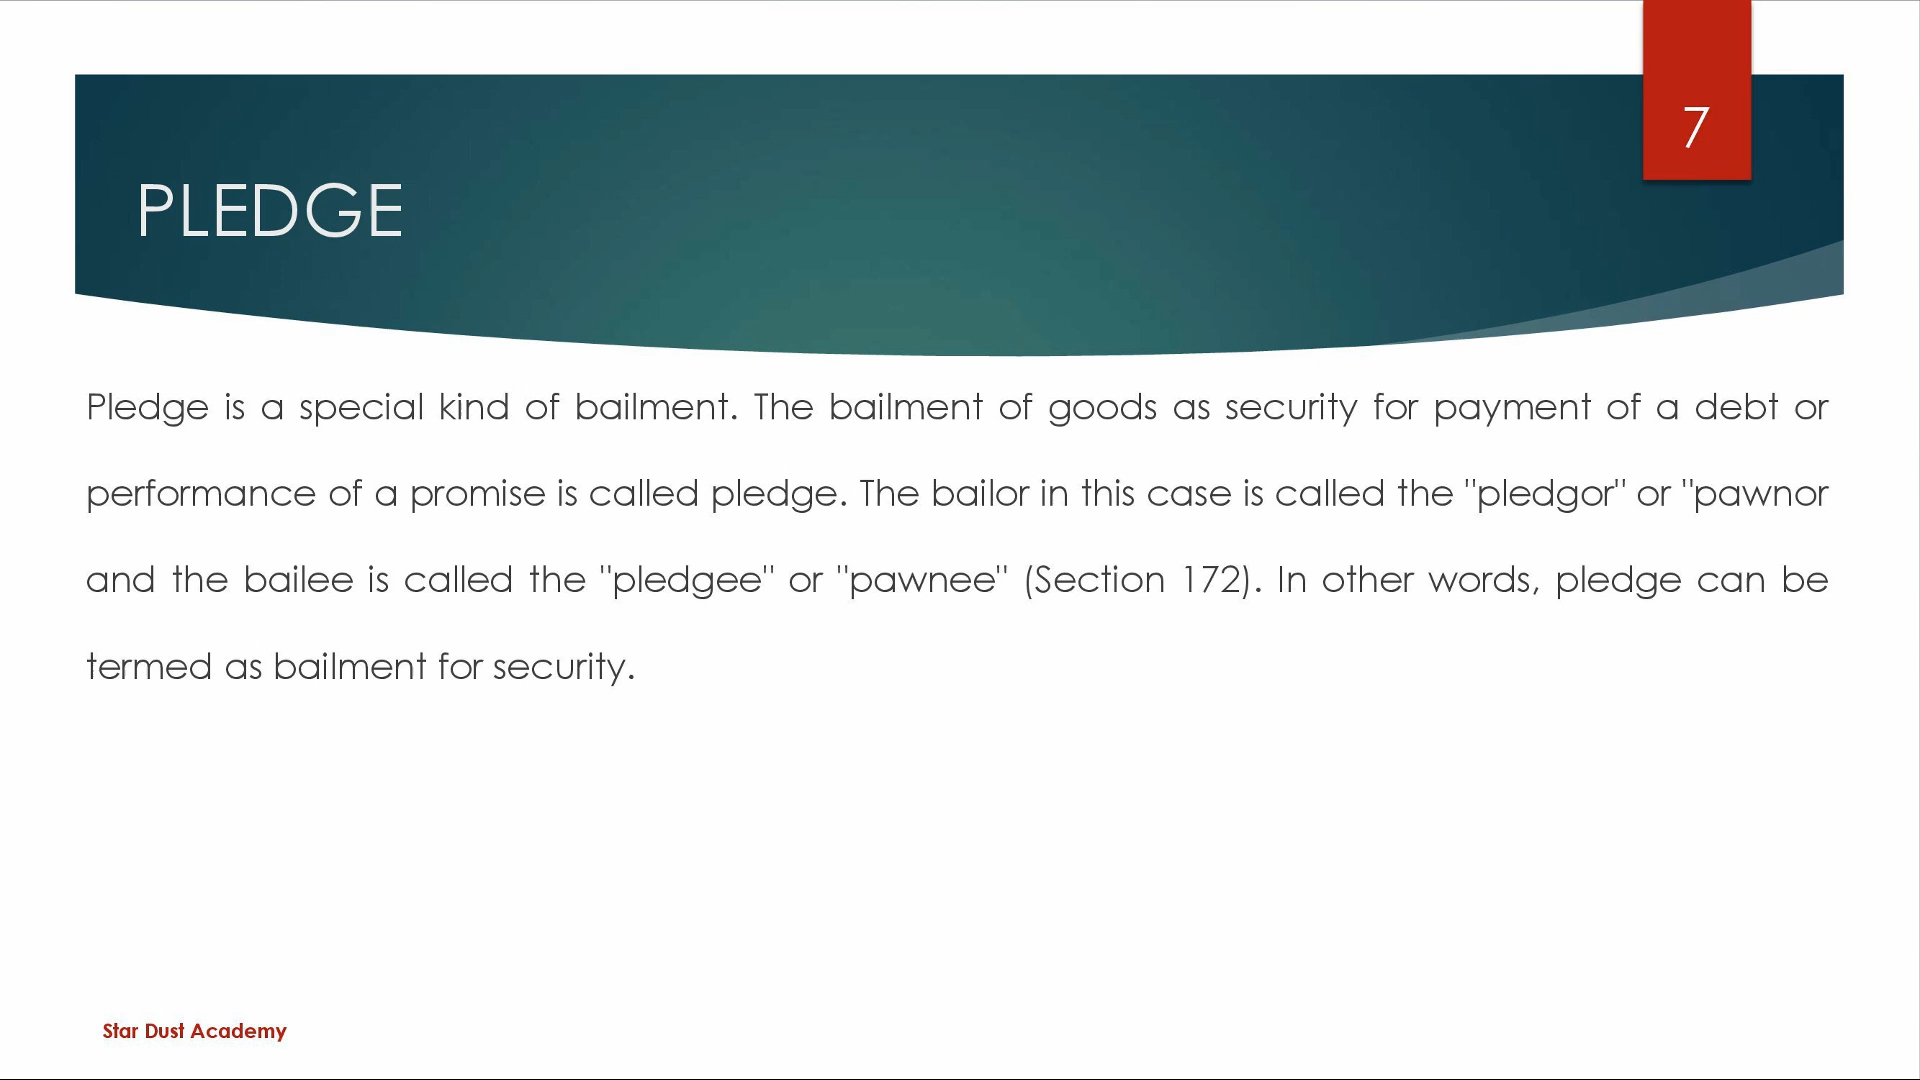 7
PLEDGE
Pledge is a special kind of bailment. The bailment of goods as security for payment of a debt or
performance of a promise is called pledge. The bailor in this case is called the "pledgor" or "pawnor
and the bailee is called the "pledgee" or "pawnee" (Section 172). In other words, pledge can be
termed as bailment for security.
Star Dust Academy